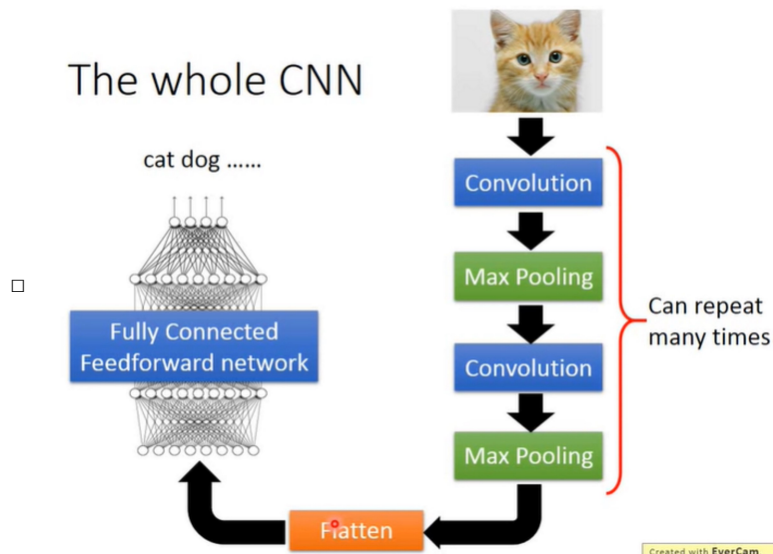 The whole CNN
cat dog ......
Fully Connected
Feedforward network
Convolution
Max Pooling
Convolution
Max Pooling
Can repeat
many times
Flatten
Created with EverCam